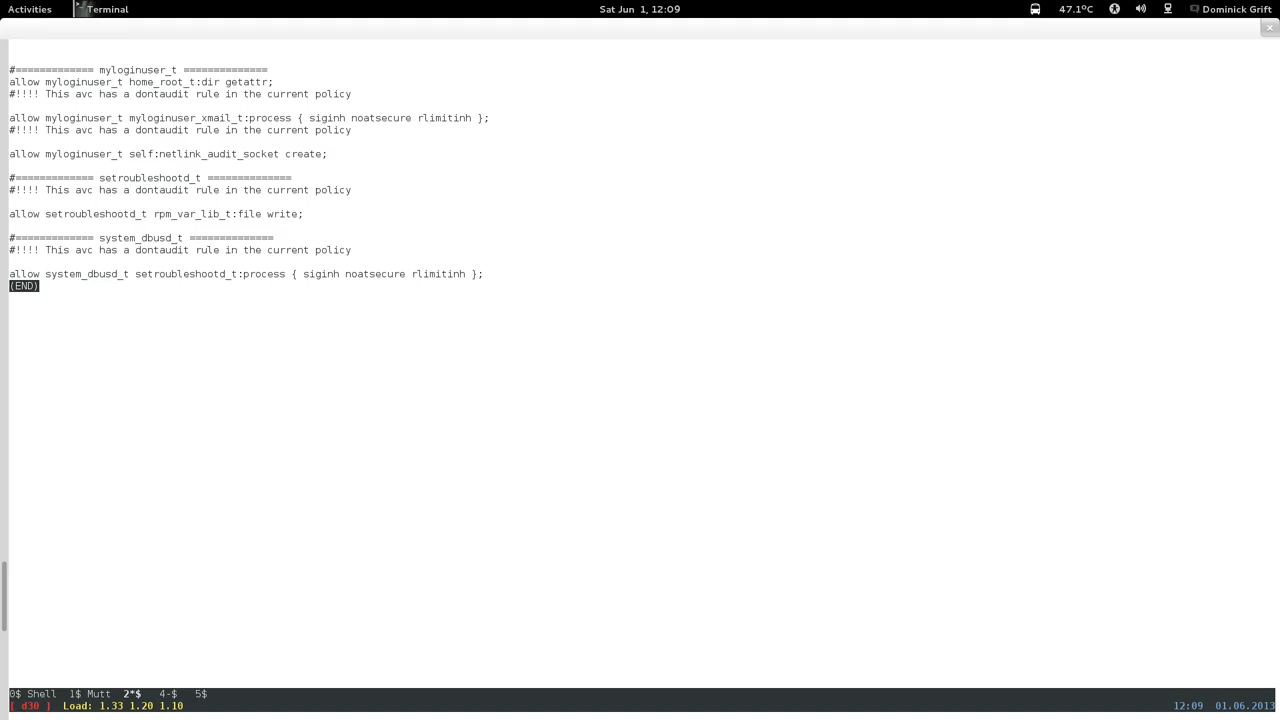 Activities Terminal Sat Jun 1, 12:09 47.1°C Dominick Grift
#============= myloginuser_t ==============
allow myloginuser_t home_root_t:dir getattr;
#!!!! This avc has a dontaudit rule in the current policy
allow myloginuser_t myloginuser_xmail_t:process { siginh noatsecure rlimitinh };
#!!!! This avc has a dontaudit rule in the current policy
allow myloginuser_t self:netlink_audit_socket create;
#============= setroubleshootd_t ==============
#!!!! This avc has a dontaudit rule in the current policy
allow setroubleshootd_t rpm_var_lib_t:file write;
#============= system_dbusd_t ==============
#!!!! This avc has a dontaudit rule in the current policy
allow system_dbusd_t setroubleshootd_t:process { siginh noatsecure rlimitinh };
(END)
0$ Shell 1$ Mutt 2*$ 4-$ 5$
[ d30 ] Load: 1.33 1.20 1.10 12:09 01.06.2013